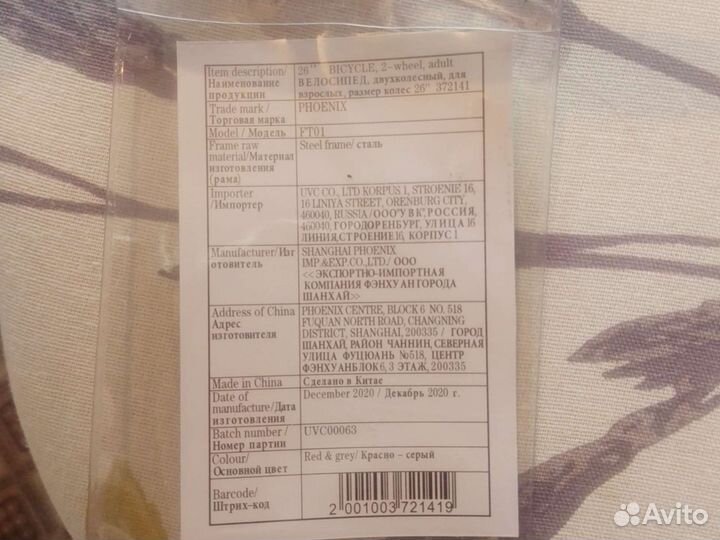 Item description/ 26'' BICYCLE, 2-wheel, adult
Наименование ВЕЛОСИПЕД, двухколесный, для
продукции взрослых, размер колес 26'' 372141
Trade mark / PHOENIX
Торговая марка
Model / Модель FT01
Frame raw Steel frame/ сталь
material/Материал
изготовления
(рама)
Importer UVC CO., LTD KORPUS 1, STROENIE 16,
/Импортер 16 LINIYA STREET, ORENBURG CITY,
460040, RUSSIA/ООО"УВК", РОССИЯ,
460040, ГОРОДОРЕНБУРГ, УЛИЦА 16
ЛИНИЯ,СТРОЕНИЕ16, КОРПУС 1
Manufacturer/Изг SHANGHAI PHOENIX
отовитель IMP.&EXP.CO.,LTD./ ООО
<<ЭКСПОРТНО-ИМПОРТНАЯ
КОМПАНИЯ ФЭНХУАН ГОРОДА
ШАНХАЙ»
Address of China PHOENIX CENTRE, BLOCK 6 NO. 518
Адрес FUQUAN NORTH ROAD, CHANGNING
изготовителя DISTRICT, SHANGHAI, 200335 / ГОРОД
ШАНХАЙ, РАЙОН ЧАННИН, СЕВЕРНАЯ
УЛИЦА ФУЦЮАНЬ №518, ЦЕНТР
ФЭНХУАНБЛОК6, 3 ЭТАЖ, 200335
Made in China Сделано в Китае
Date of December 2020 / Декабрь 2020 г.
manufacture/Дата
изготовления
Batch number / UVC00063
Номер партии
Colour/ Red & grey/ Красно - серый
Основной цвет
Barcode/
Штрих-код 2 001003 721419
Avito